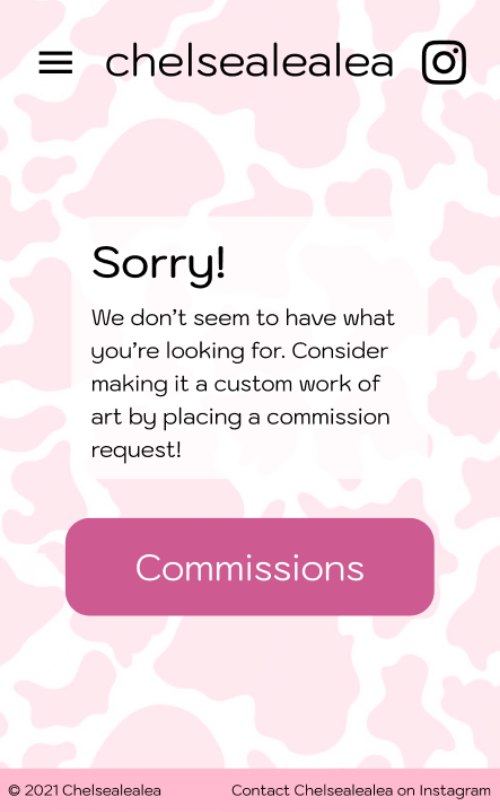 chelsealealea
Sorry!
We don’t seem to have what
you’re looking for. Consider
making it a custom work of
art by placing a commission
request!
Commissions
© 2021 Chelsealealea
Contact Chelsealealea on Instagram